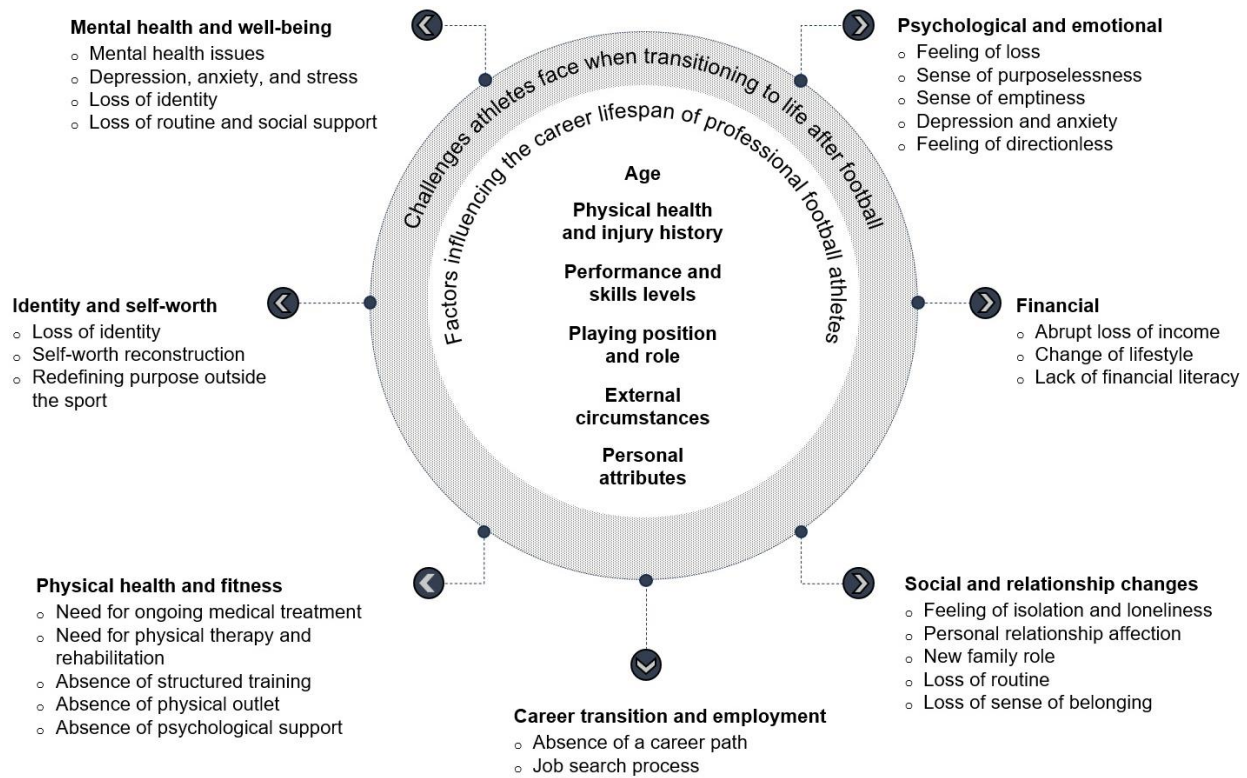 Mental health and well-being
o Mental health issues
o Depression, anxiety, and stress
o Loss of identity
o Loss of routine and social support
Psychological and emotional
o Feeling of loss
o Sense of purposelessness
o Sense of emptiness
o Depression and anxiety
o Feeling of directionless
Challenges athletes face when transitioning to life after football
Factors influencing the career lifespan of professional football athletes
Age
Physical health
and injury history
Performance and
skills levels
Playing position
and role
External
circumstances
Personal
attributes
Identity and self-worth
o Loss of identity
o Self-worth reconstruction
o Redefining purpose outside
the sport
Financial
o Abrupt loss of income
o Change of lifestyle
o Lack of financial literacy
Physical health and fitness
o Need for ongoing medical treatment
o Need for physical therapy and
rehabilitation
o Absence of structured training
o Absence of physical outlet
o Absence of psychological support
Social and relationship changes
o Feeling of isolation and loneliness
o Personal relationship affection
o New family role
o Loss of routine
o Loss of sense of belonging
Career transition and employment
o Absence of a career path
o Job search process